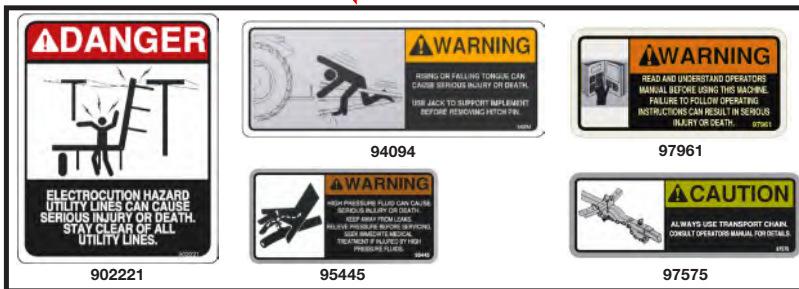 DANGER
ELECTROCUTION HAZARD
UTILITY LINES CAN CAUSE
SERIOUS INJURY OR DEATH.
STAY CLEAR OF ALL
UTILITY LINES.
902221
902221
WARNING
RISING OR FALLING TONGUE CAN
CAUSE SERIOUS INJURY OR DEATH.
USE JACK TO SUPPORT IMPLEMENT
BEFORE REMOVING HITCH PIN.
94094
94094
WARNING
READ AND UNDERSTAND OPERATORS
MANUAL BEFORE USING THIS MACHINE.
FAILURE TO FOLLOW OPERATING
INSTRUCTIONS CAN RESULT IN SERIOUS
INJURY OR DEATH.
97961
97961
WARNING
HIGH PRESSURE FLUID CAN CAUSE
SERIOUS INJURY OR DEATH.
KEEP AWAY FROM LEAKS.
RELIEVE PRESSURE BEFORE SERVICING.
SEEK IMMEDIATE MEDICAL
TREATMENT IF INJURED BY HIGH
PRESSURE FLUIDS.
95445
95445
CAUTION
ALWAYS USE TRANSPORT CHAIN.
CONSULT OPERATORS MANUAL FOR DETAILS.
97575
97575